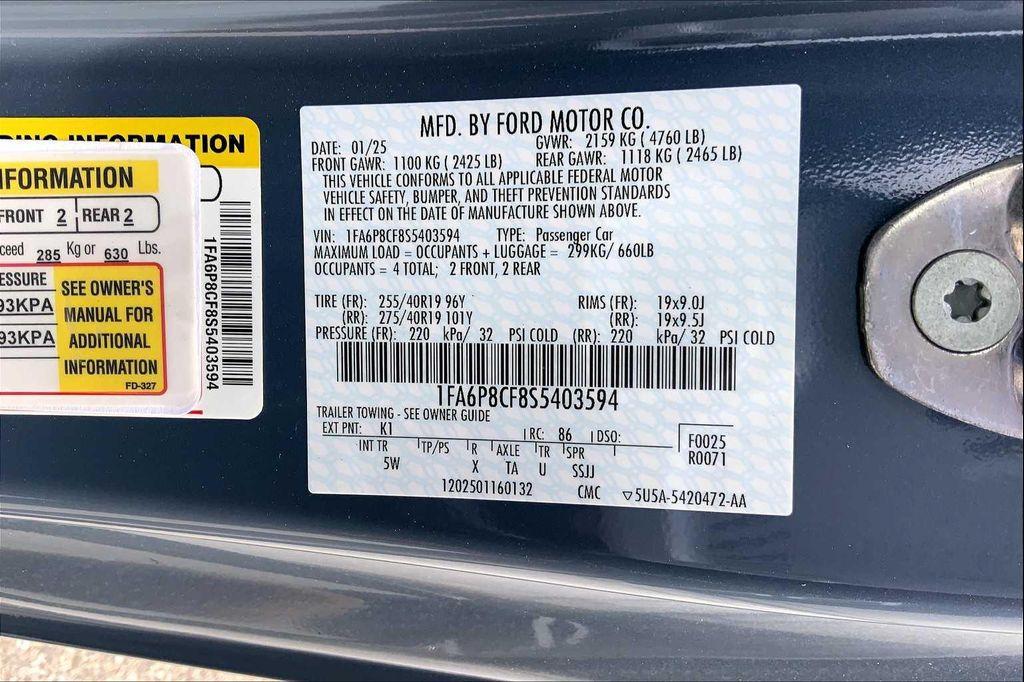 INFORMATION
FORMATION
FRONT 2 REAR 2
285 Kg or 630 Lbs.
93KPA
93KPA
SEE OWNER'S
MANUAL FOR
ADDITIONAL
INFORMATION
FD-327
1FA6P8CF8S5403594
MFD. BY FORD MOTOR CO.
DATE: 01/25 GVWR: 2159 KG ( 4760 LB)
FRONT GAWR: 1100 KG ( 2425 LB) REAR GAWR: 1118 KG ( 2465 LB)
THIS VEHICLE CONFORMS TO ALL APPLICABLE FEDERAL MOTOR
VEHICLE SAFETY, BUMPER, AND THEFT PREVENTION STANDARDS
IN EFFECT ON THE DATE OF MANUFACTURE SHOWN ABOVE.
VIN: 1FA6P8CF8S5403594 TYPE: Passenger Car
MAXIMUM LOAD = OCCUPANTS + LUGGAGE = 299KG/ 660LB
OCCUPANTS = 4 TOTAL; 2 FRONT, 2 REAR
TIRE (FR): 255/40R19 96Y RIMS (FR): 19x9.0J
(RR): 275/40R19 101Y (RR): 19x9.5J
PRESSURE (FR): 220 kPa/ 32 PSI COLD (RR): 220 kPa/ 32 PSI COLD
1FA6P8CF8S5403594
TRAILER TOWING - SEE OWNER GUIDE
EXT PNT: K1 RC: 86 DSO: F0025
INT TR TP/PS R AXLE TR SPR R0071
5W X TA U SSJJ
1202501160132 CMC 5U5A-5420472-AA